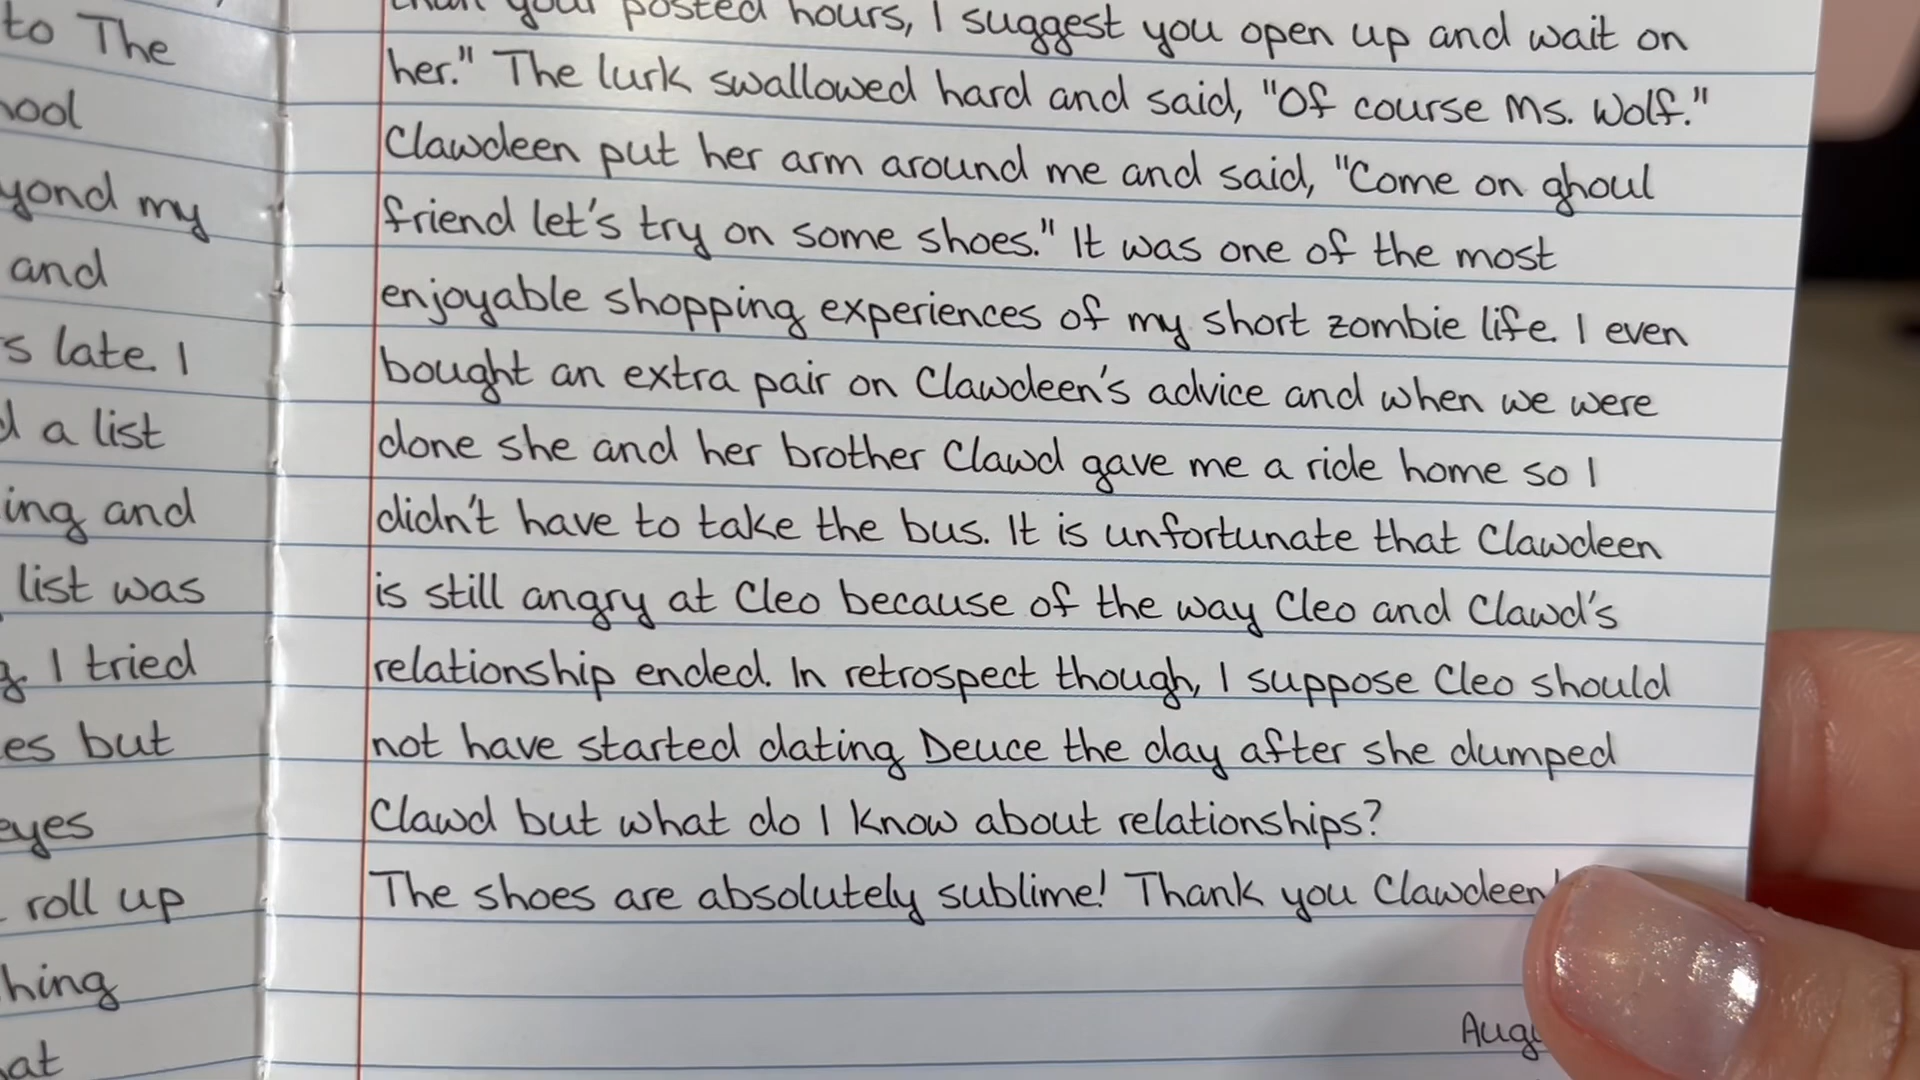 to The
hool
yond my
and
s late. I
d a list
ing and
list was
g. I tried
es but
eyes
roll up
hing
at
than your posted hours, I suggest you open up and wait on
her." The lurk swallowed hard and said, "Of course Ms. Wolf."
Clawdeen put her arm around me and said, "Come on ghoul
friend let's try on some shoes." It was one of the most
enjoyable shopping experiences of my short zombie life. I even
bought an extra pair on Clawdeen's advice and when we were
done she and her brother Clawd gave me a ride home so I
didn't have to take the bus. It is unfortunate that Clawdeen
is still angry at Cleo because of the way Cleo and Clawd's
relationship ended. In retrospect though, I suppose Cleo should
not have started dating Deuce the day after she dumped
Clawd but what do I know about relationships?
The shoes are absolutely sublime! Thank you Clawdeen!
Augu